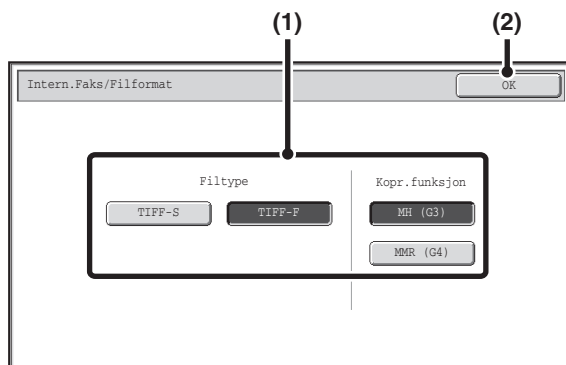 (1) (2)
Intern.Faks/Filformat OK
Filtype Kopr.funksjon
TIFF-S TIFF-F MH (G3)
MMR (G4)